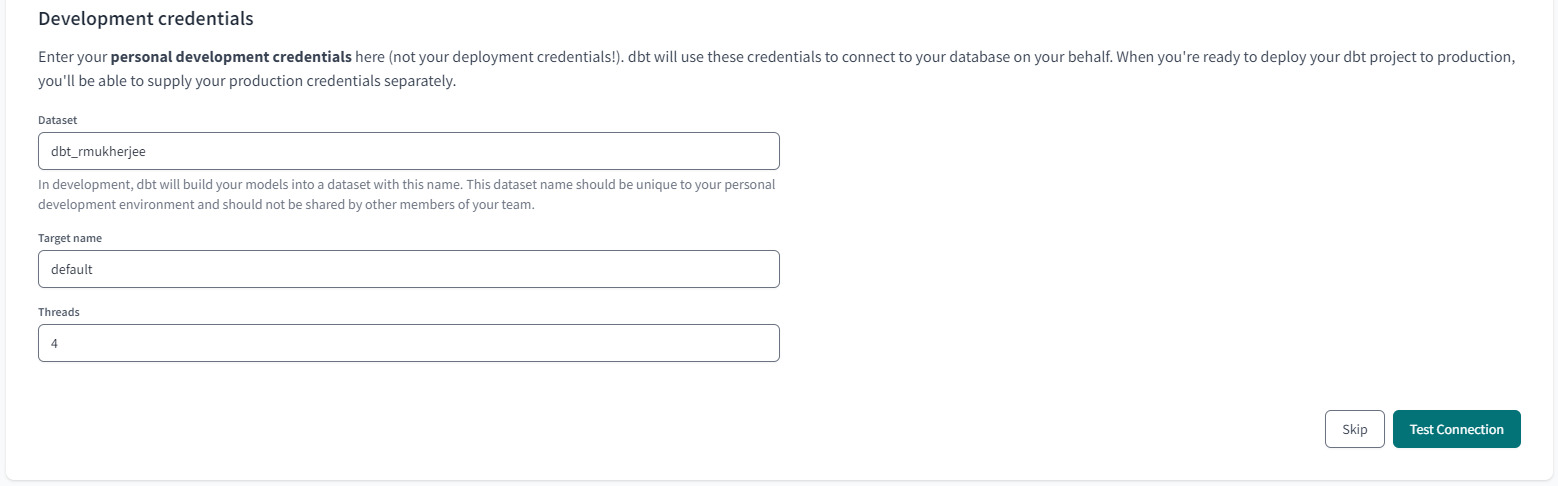 Development credentials
Enter your personal development credentials here (not your deployment credentials!). dbt will use these credentials to connect to your database on your behalf. When you're ready to deploy your dbt project to production,
you'll be able to supply your production credentials separately.
Dataset
dbt_rmukherjee
In development, dbt will build your models into a dataset with this name. This dataset name should be unique to your personal
development environment and should not be shared by other members of your team.
Target name
default
Threads
4
Skip Test Connection